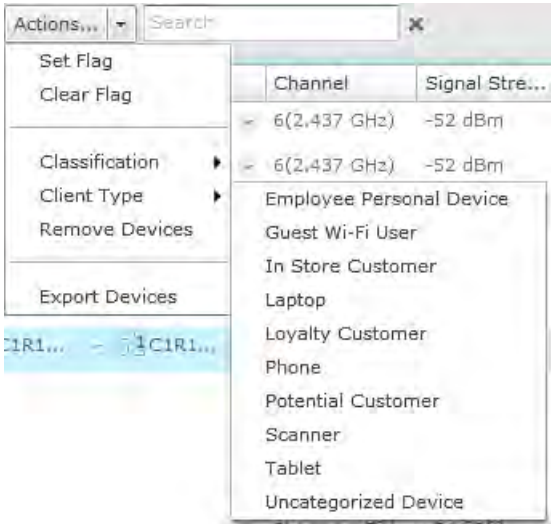 Actions... Search
Set Flag
Clear Flag
Channel Signal Stre...
6(2.437 GHz) -52 dBm
Classification 6(2.437 GHz) -52 dBm
Client Type
Remove Devices
Export Devices
Employee Personal Device
Guest Wi-Fi User
In Store Customer
Laptop
Loyalty Customer
Phone
Potential Customer
Scanner
Tablet
Uncategorized Device
C1R1... C1R1...